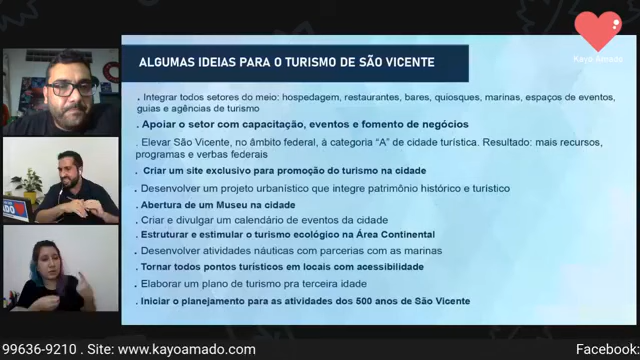 Kayo Amado
ALGUMAS IDEIAS PARA O TURISMO DE SÃO VICENTE
. Integrar todos setores do meio: hospedagem, restaurantes, bares, quiosques, marinas, espaços de eventos,
guias e agências de turismo
. Apoiar o setor com capacitação, eventos e fomento de negócios
. Elevar São Vicente, no âmbito federal, à categoria “A” de cidade turística. Resultado: mais recursos,
programas e verbas federais
. Criar um site exclusivo para promoção do turismo na cidade
. Desenvolver um projeto urbanístico que integre patrimônio histórico e turístico
. Abertura de um Museu na cidade
. Criar e divulgar um calendário de eventos da cidade
. Estruturar e estimular o turismo ecológico na Área Continental
. Desenvolver atividades náuticas com parcerias com as marinas
. Tornar todos pontos turísticos em locais com acessibilidade
. Elaborar um plano de turismo pra terceira idade
. Iniciar o planejamento para as atividades dos 500 anos de São Vicente
99636-9210 . Site: www.kayoamado.com Facebook: